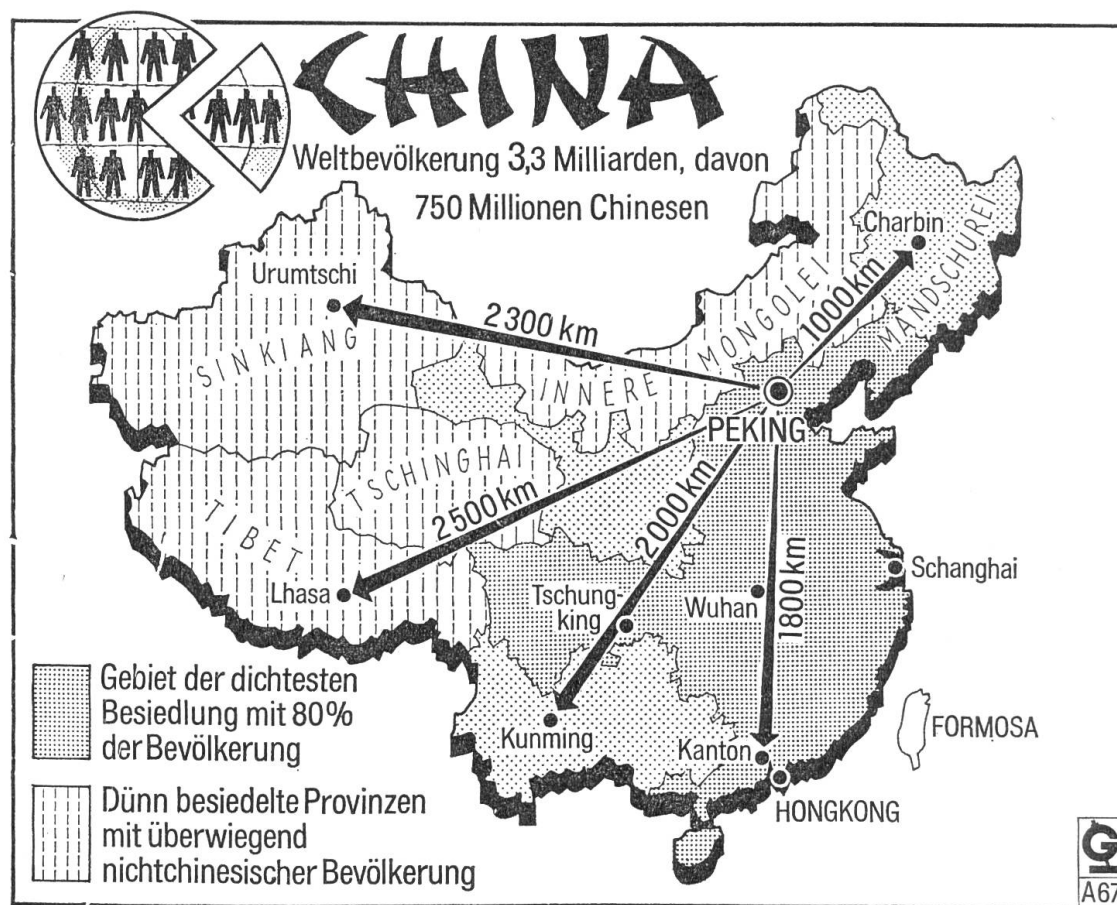 CHINA
Weltbevölkerung 3,3 Milliarden, davon
750 Millionen Chinesen
Charbin
MANDSCHUREI
1000 km
Urumtschi
SINKIANG
2300 km
INNERE MONGOLEI
PEKING
TSCHINGHAI
2500 km
TIBET
Lhasa
2000 km
1800 km
Schanghai
Tschung-
king
Wuhan
Kunming
Kanton
HONGKONG
FORMOSA
Gebiet der dichtesten
Besiedlung mit 80%
der Bevölkerung
Dünn besiedelte Provinzen
mit überwiegend
nichtchinesischer Bevölkerung
G
A67